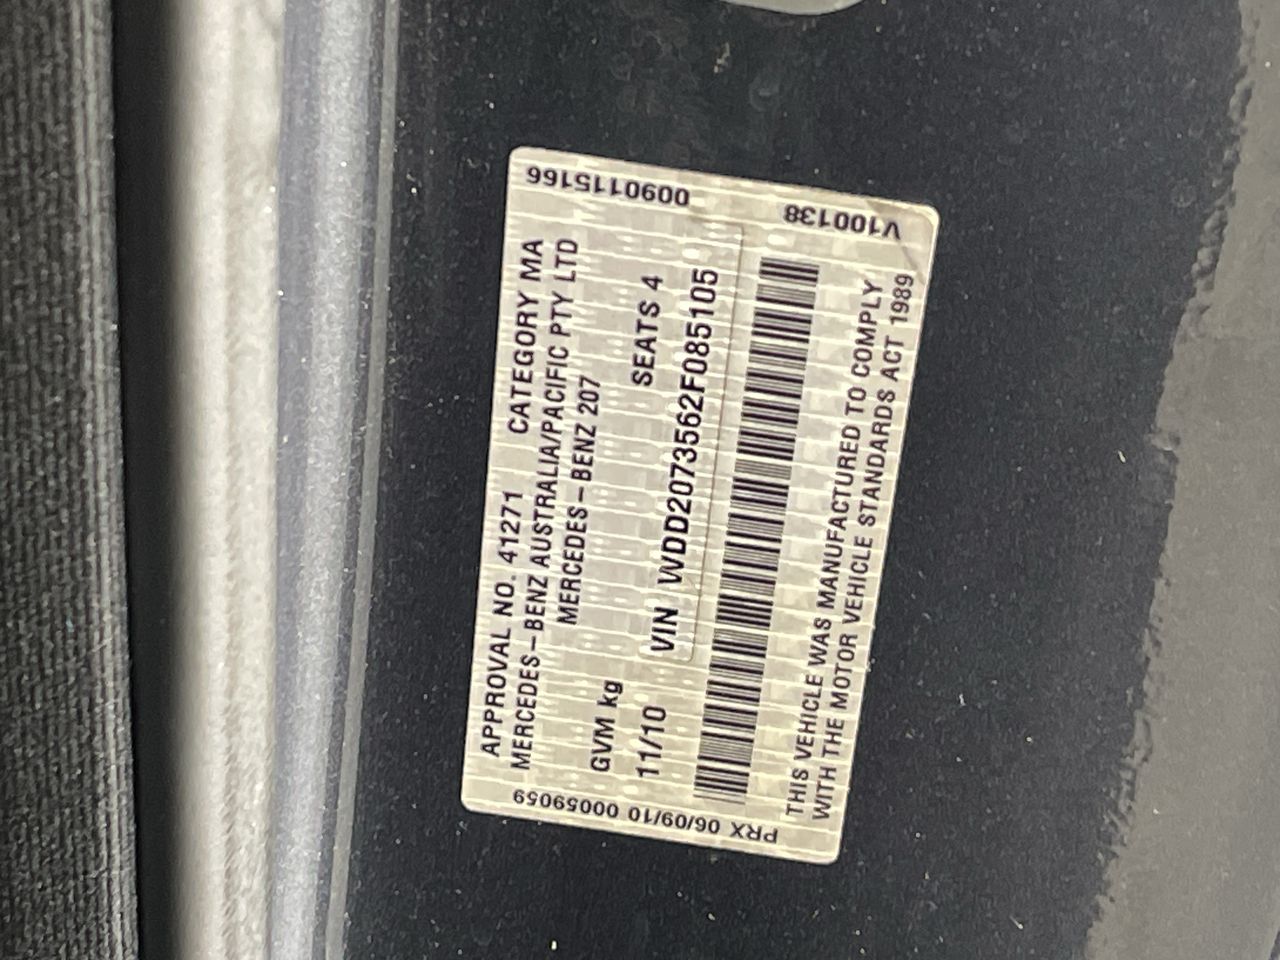 APPROVAL NO. 41271 CATEGORY MA
MERCEDES-BENZ AUSTRALIA/PACIFIC PTY LTD
MERCEDES-BENZ 207
GVM kg
11/10 SEATS 4
VIN WDD2073562F085105
THIS VEHICLE WAS MANUFACTURED TO COMPLY
WITH THE MOTOR VEHICLE STANDARDS ACT 1989
PRX 06/09/10 00059059
V100138 00901115166